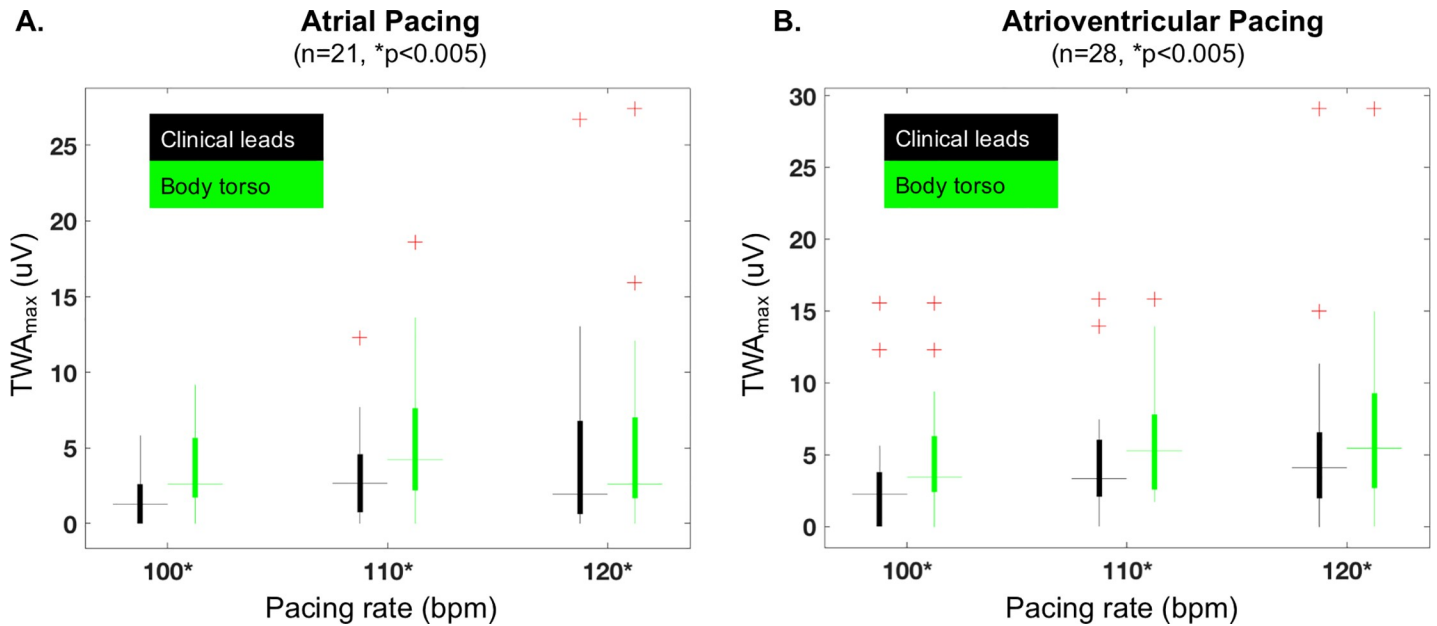 A.
Atrial Pacing
(n=21, *p<0.005)
TWAmax (uV)
25
20
15
10
5
0
Clinical leads
Body torso
100*
110*
120*
Pacing rate (bpm)
B.
Atrioventricular Pacing
(n=28, *p<0.005)
TWAmax (uV)
30
25
20
15
10
5
0
Clinical leads
Body torso
100*
110*
120*
Pacing rate (bpm)